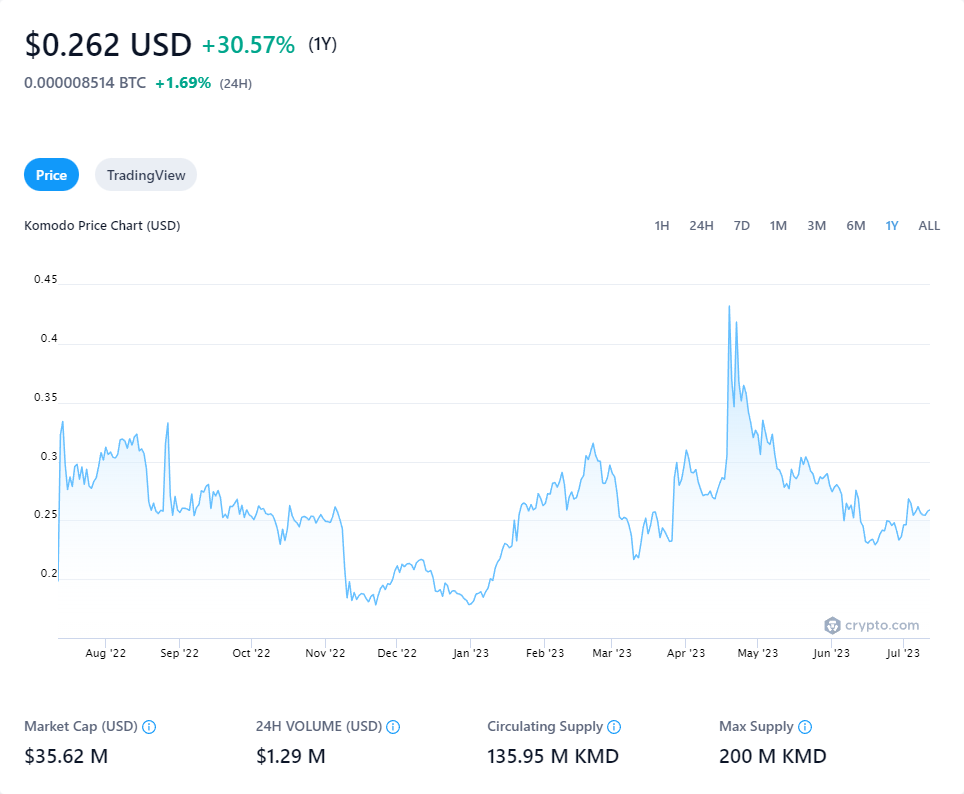 $0.262 USD +30.57% (1Y)
0.000008514 BTC +1.69% (24H)
Price TradingView
Komodo Price Chart (USD) 1H 24H 7D 1M 3M 6M 1Y ALL
0.45
0.4
0.35
0.3
0.25
0.2
crypto.com
Aug '22 Sep '22 Oct '22 Nov '22 Dec '22 Jan '23 Feb '23 Mar '23 Apr '23 May '23 Jun '23 Jul '23
Market Cap (USD) 24H VOLUME (USD) Circulating Supply Max Supply
$35.62 M $1.29 M 135.95 M KMD 200 M KMD